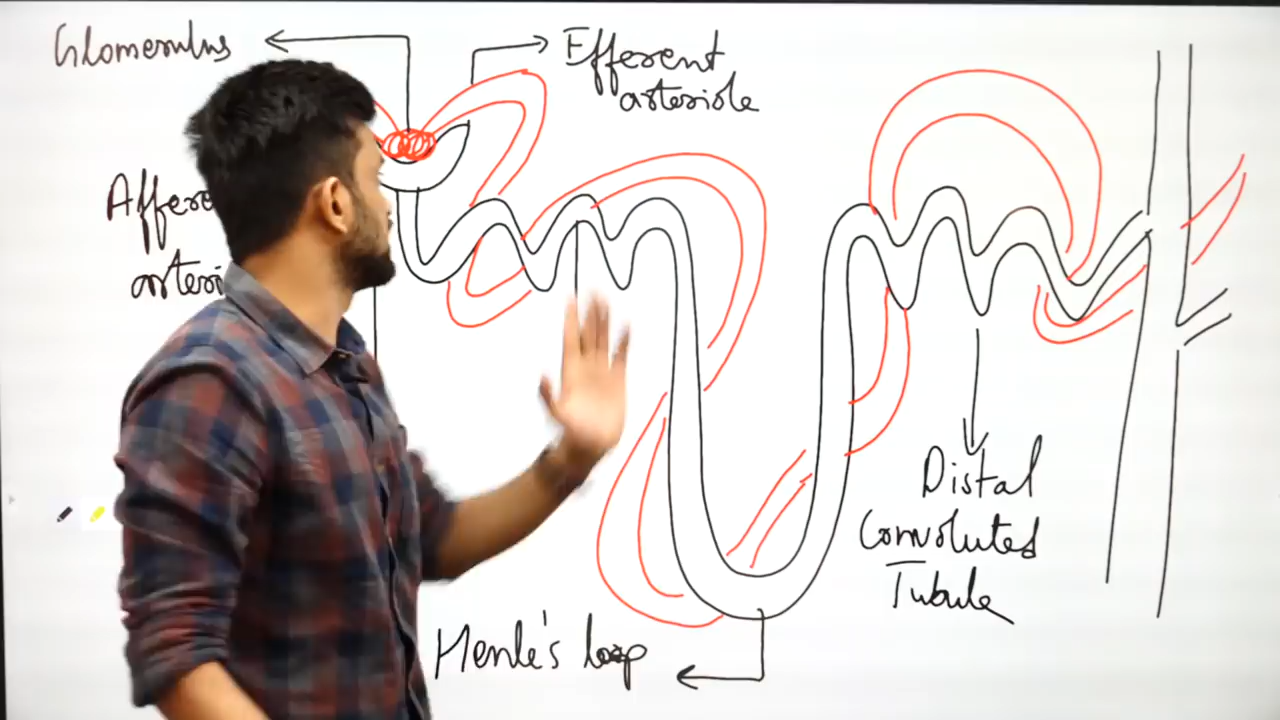 Glomerulus
Efferent
arteriole
Distal
Convoluted
Tubule
Henle's loop